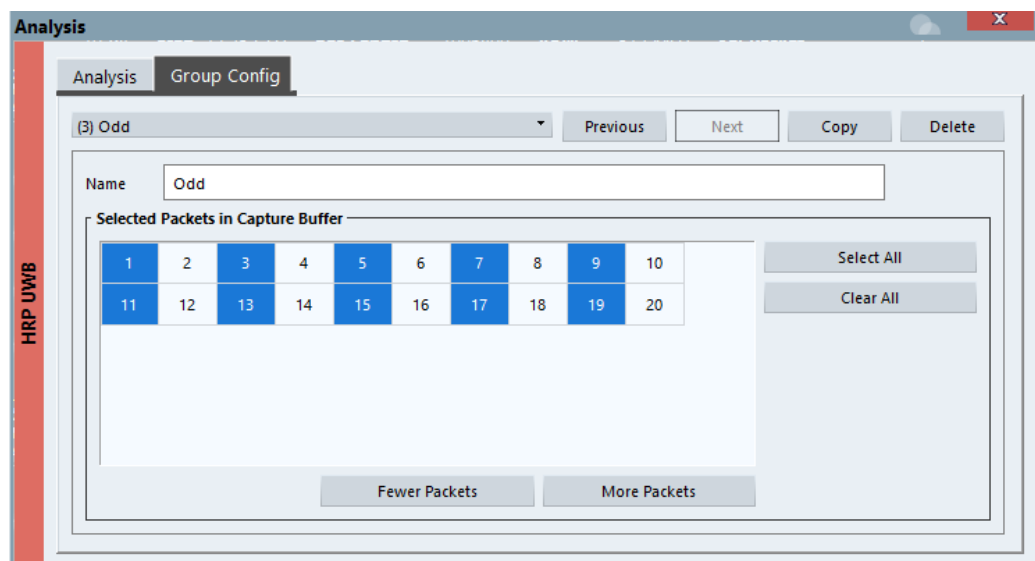 Analysis
X
Analysis Group Config
(3) Odd Previous Next Copy Delete
Name Odd
Selected Packets in Capture Buffer
1 2 3 4 5 6 7 8 9 10 Select All
11 12 13 14 15 16 17 18 19 20 Clear All
HRP UWB
Fewer Packets More Packets